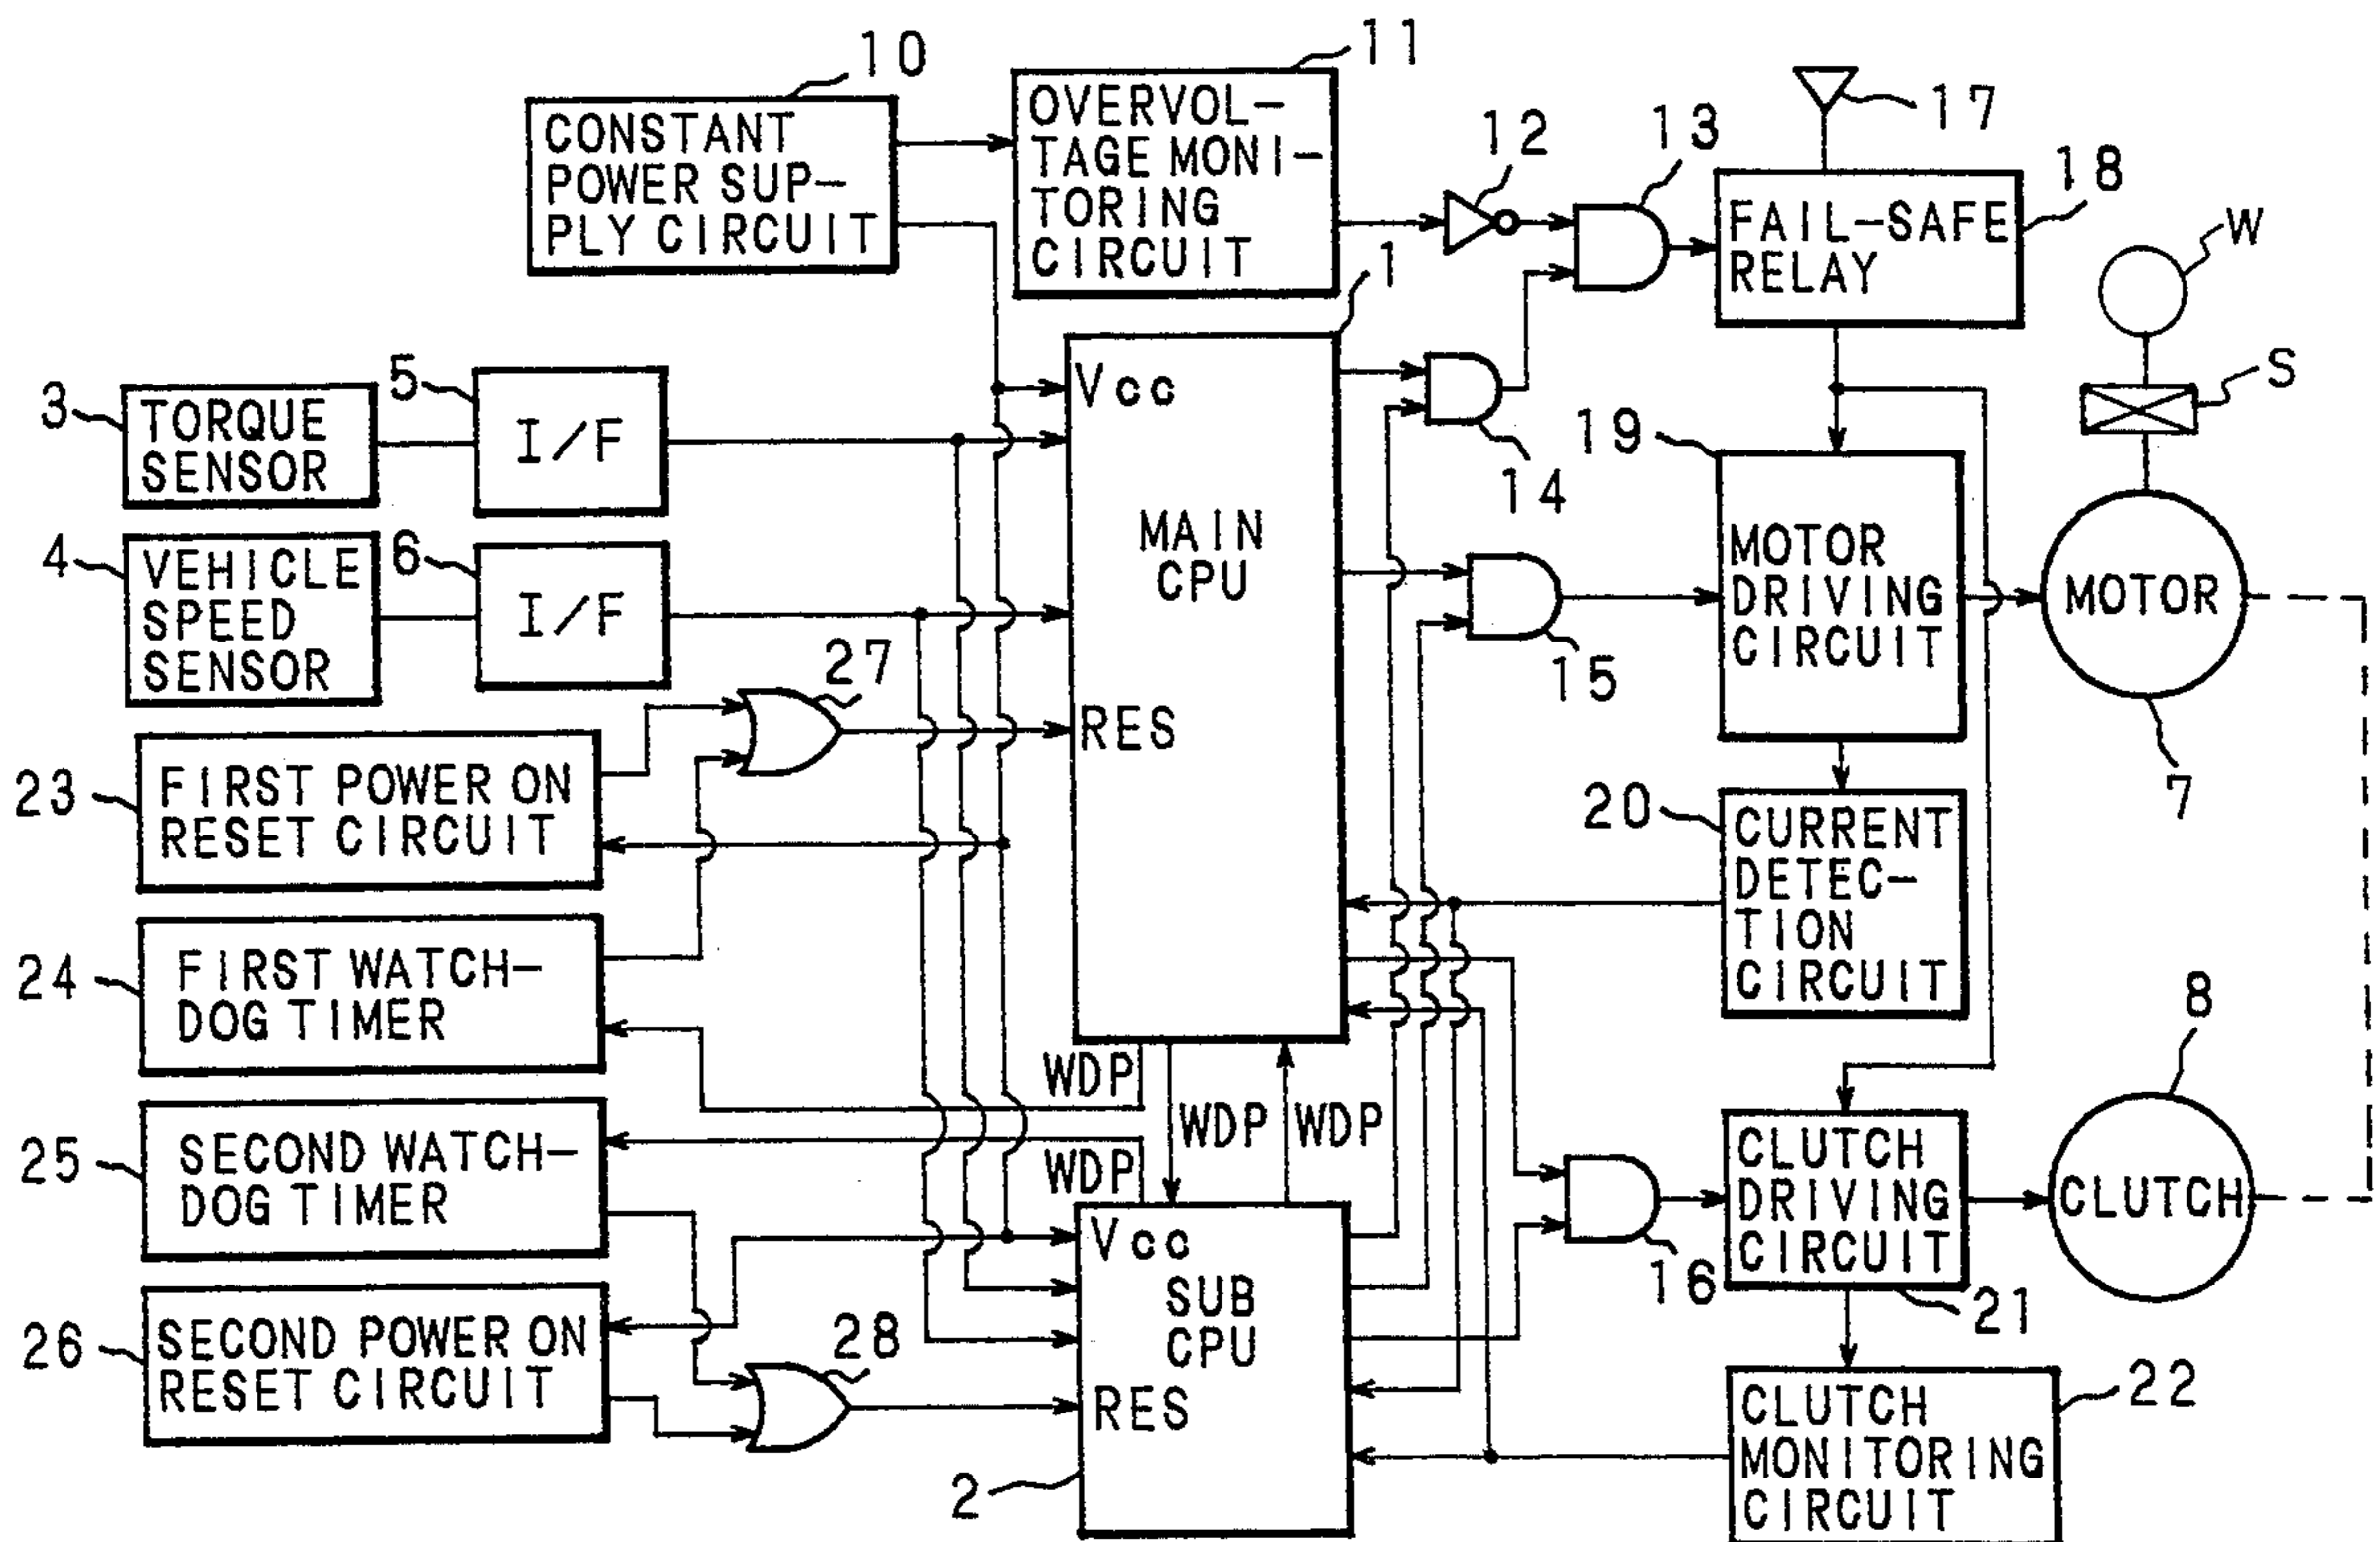 10
CONSTANT
POWER SUP-
PLY CIRCUIT
11
OVERVOL-
TAGE MONI-
TORING
CIRCUIT
12
13
17
18
FAIL-SAFE
RELAY
W
S
3
TORQUE
SENSOR
5
I/F
4
VEHICLE
SPEED
SENSOR
6
I/F
1
Vcc
MAIN
CPU
RES
14
15
19
MOTOR
DRIVING
CIRCUIT
MOTOR
7
27
23
FIRST POWER ON
RESET CIRCUIT
24
FIRST WATCH-
DOG TIMER
20
CURRENT
DETEC-
TION
CIRCUIT
8
WDP
WDP
WDP
WDP
25
SECOND WATCH-
DOG TIMER
26
SECOND POWER ON
RESET CIRCUIT
28
Vcc
SUB
CPU
RES
2
16
CLUTCH
DRIVING
CIRCUIT
21
CLUTCH
22
CLUTCH
MONITORING
CIRCUIT